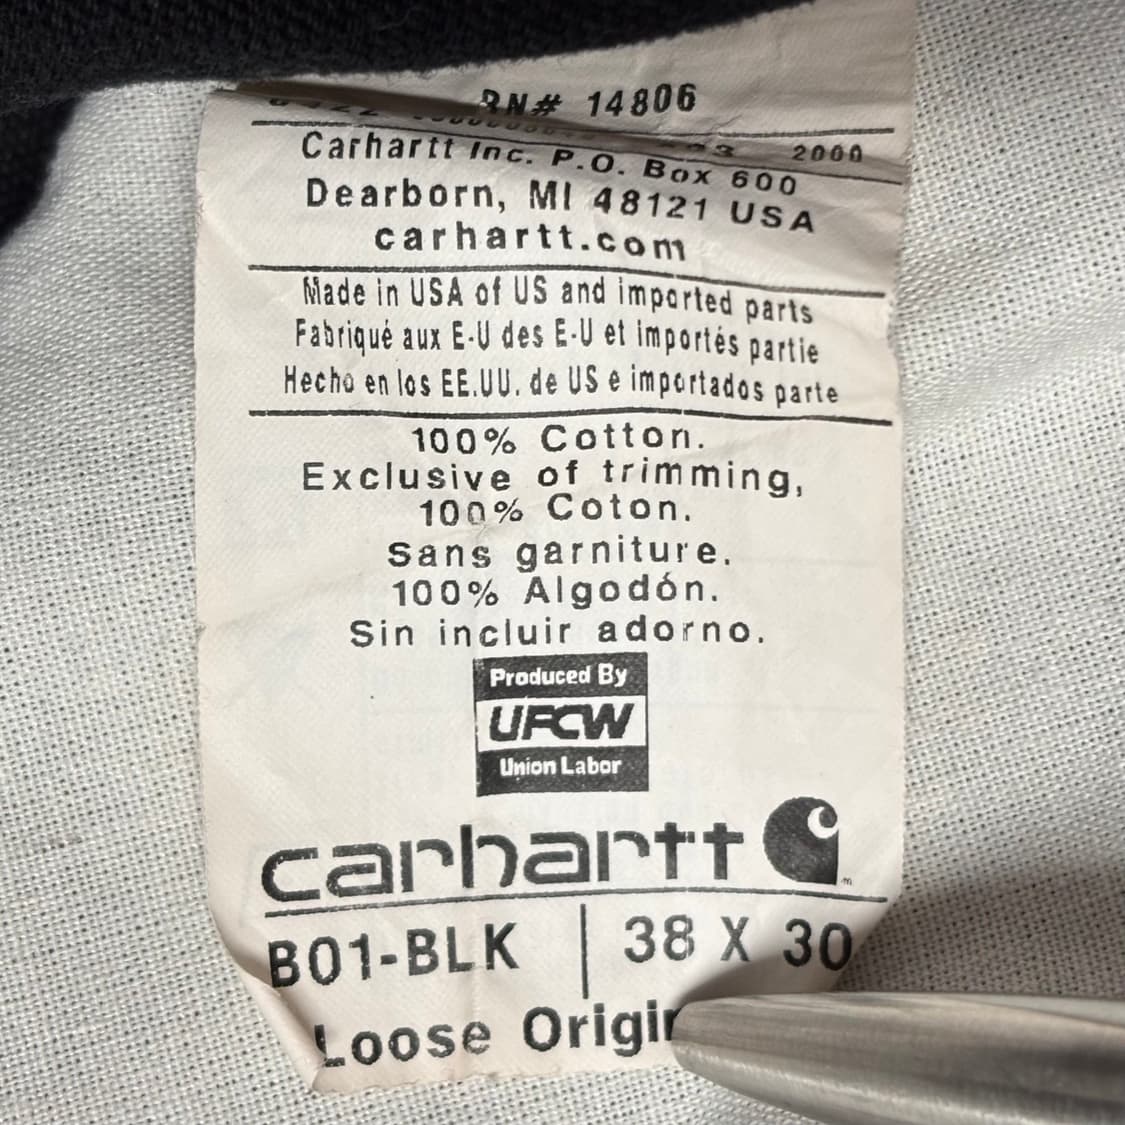 RN# 14806
2000
Carhartt Inc. P.O. Box 600
Dearborn, MI 48121 USA
carhartt.com
Made in USA of US and imported parts
Fabriqué aux E-U des E-U et importés partie
Hecho en los EE.UU. de US e importados parte
100% Cotton.
Exclusive of trimming,
100% Coton.
Sans garniture.
100% Algodón.
Sin incluir adorno.
Produced By
UFCW
Union Labor
carhartt
B01-BLK | 38 X 30
Loose